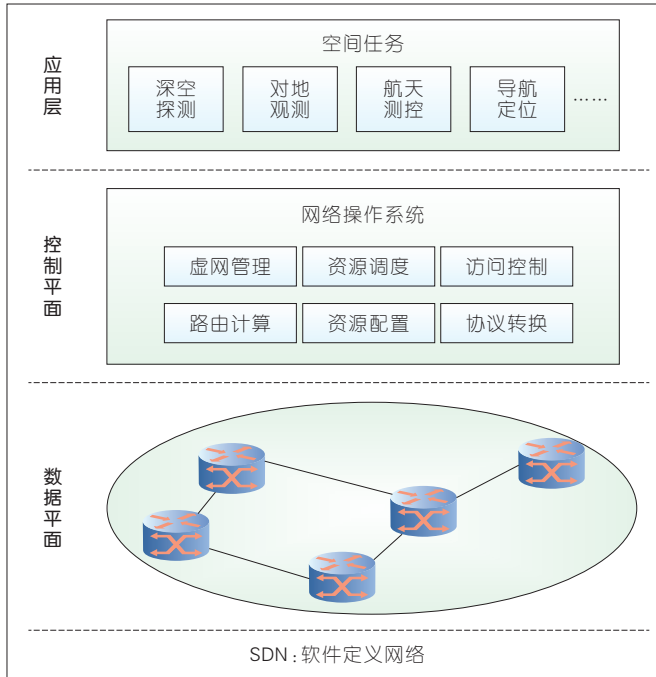 应用层
空间任务
深空
探测
对地
观测
航天
测控
导航
定位
……
控制平面
网络操作系统
虚网管理
资源调度
访问控制
路由计算
资源配置
协议转换
数据平面
SDN:软件定义网络